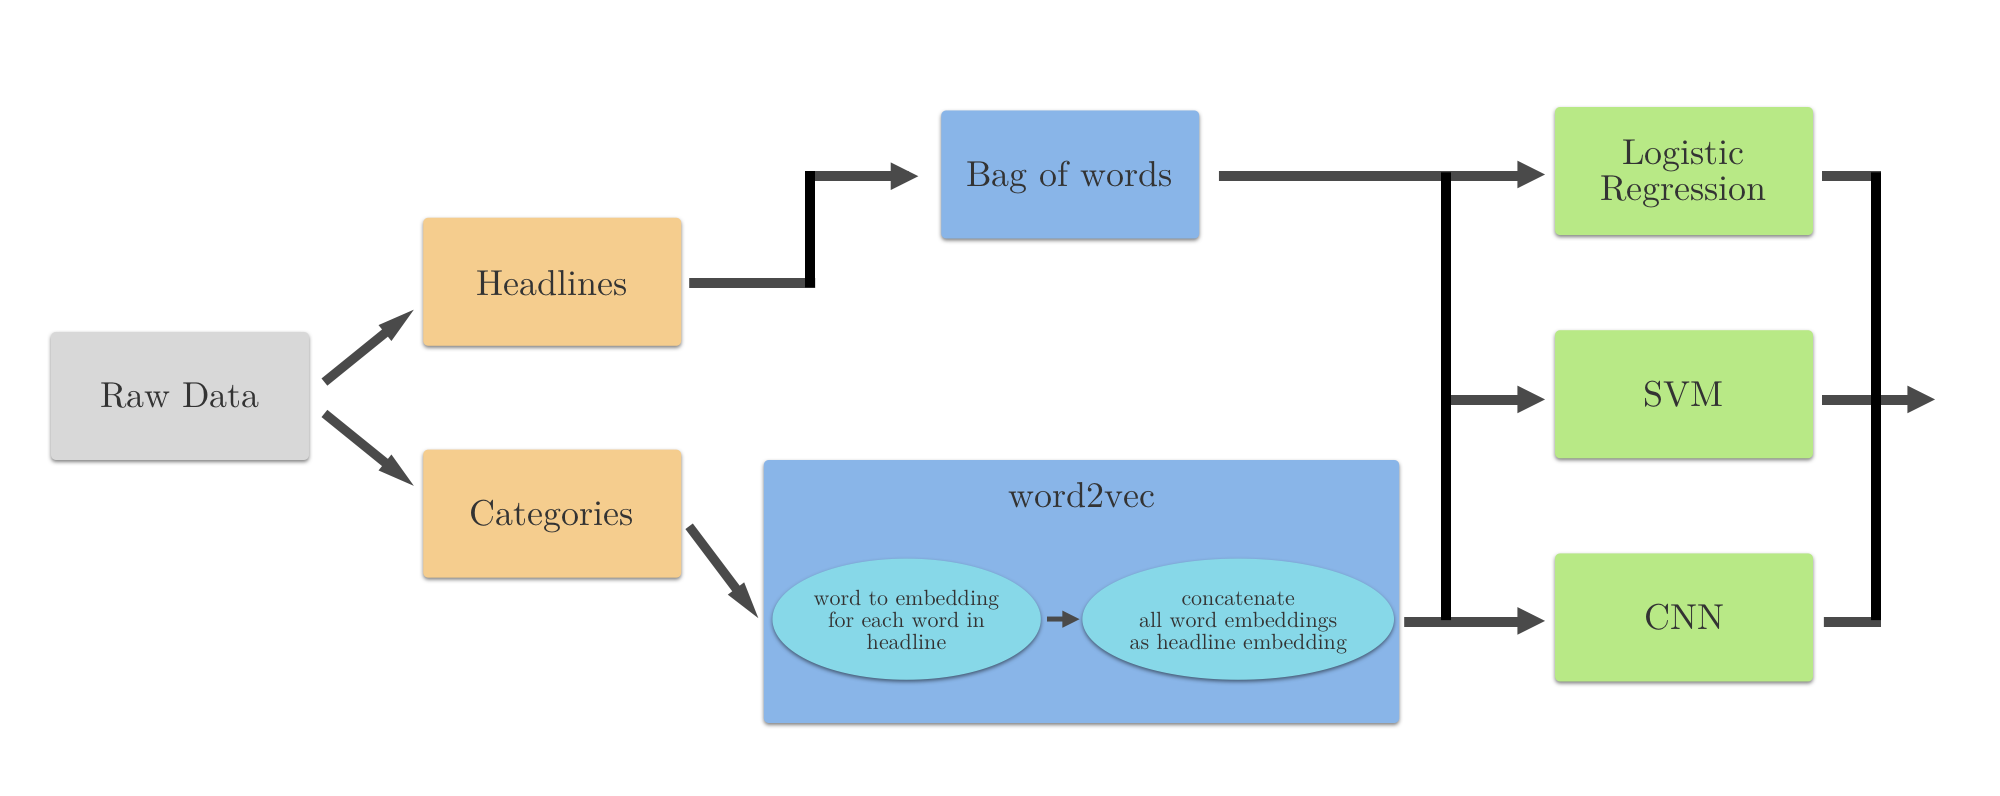 Raw Data
Headlines
Categories
Bag of words
word2vec
word to embedding
for each word in
headline
concatenate
all word embeddings
as headline embedding
Logistic
Regression
SVM
CNN